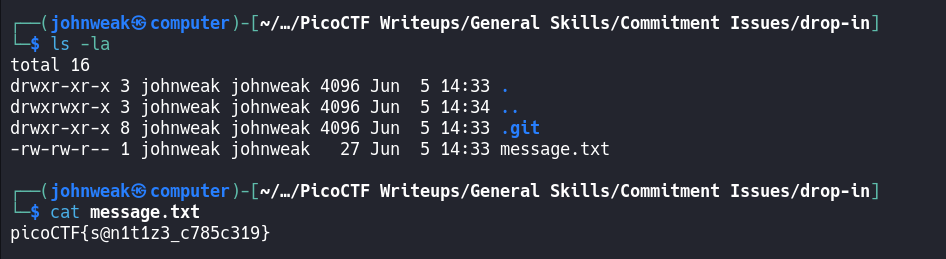 ┌──(johnweak㉿computer)-[~/…/PicoCTF Writeups/General Skills/Commitment Issues/drop-in]
└─$ ls -la
total 16
drwxr-xr-x 3 johnweak johnweak 4096 Jun  5 14:33 .
drwxrwxr-x 3 johnweak johnweak 4096 Jun  5 14:34 ..
drwxr-xr-x 8 johnweak johnweak 4096 Jun  5 14:33 .git
-rw-rw-r-- 1 johnweak johnweak   27 Jun  5 14:33 message.txt
┌──(johnweak㉿computer)-[~/…/PicoCTF Writeups/General Skills/Commitment Issues/drop-in]
└─$ cat message.txt
picoCTF{s@n1t1z3_c785c319}